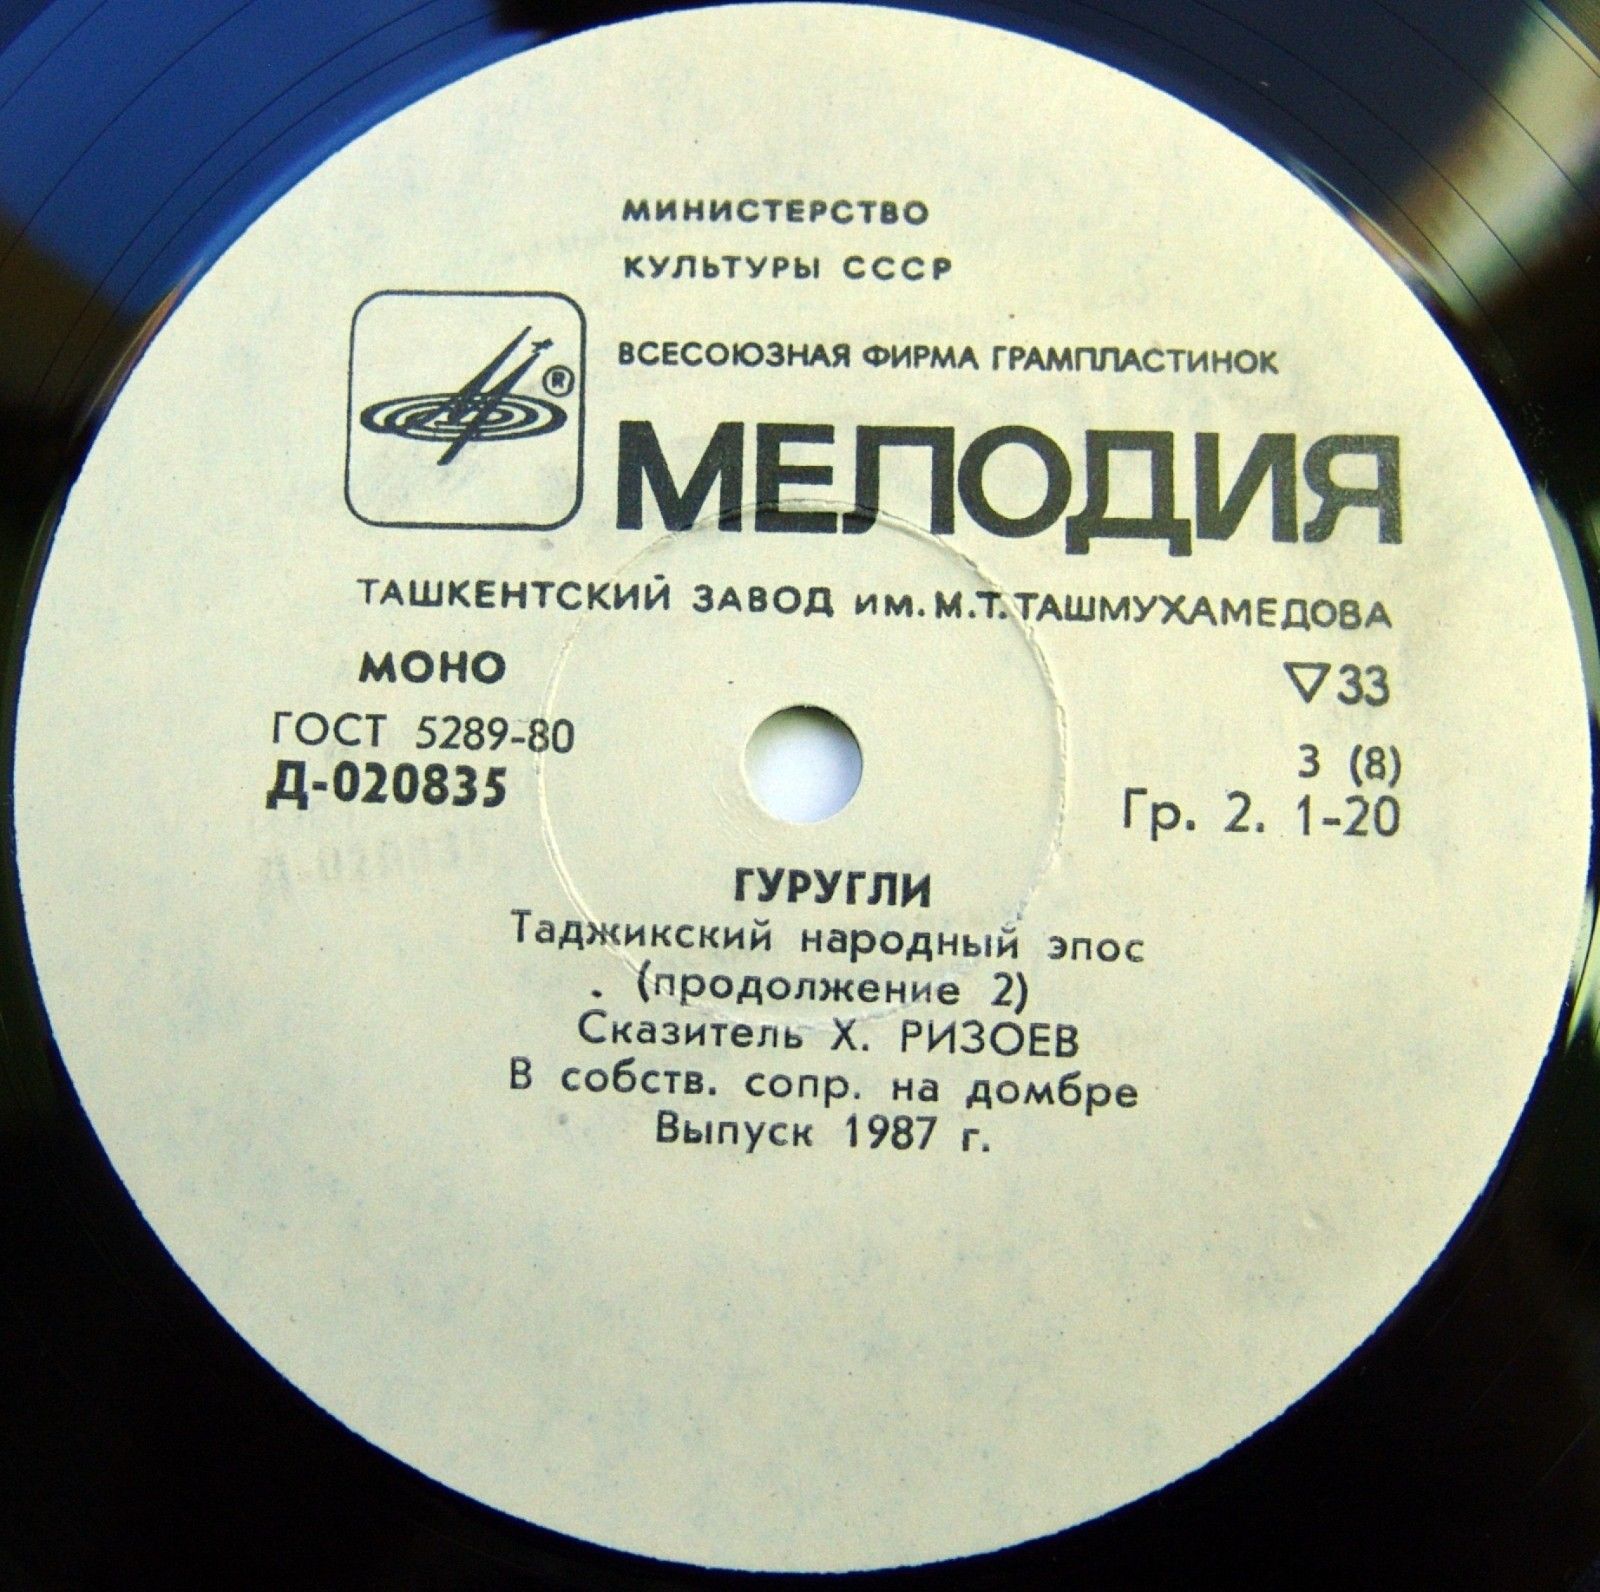 МИНИСТЕРСТВО
КУЛЬТУРЫ СССР
ВСЕСОЮЗНАЯ ФИРМА ГРАМПЛАСТИНОК
®
МЕЛОДИЯ
ТАШКЕНТСКИЙ ЗАВОД им. М.Т. ТАШМУХАМЕДОВА
МОНО
▽33
ГОСТ 5289-80
3 (8)
Д-020835
Гр. 2. 1-20
ГУРУГЛИ
Таджикский народный эпос
(продолжение 2)
Сказитель Х. РИЗОЕВ
В собств. сопр. на домбре
Выпуск 1987 г.